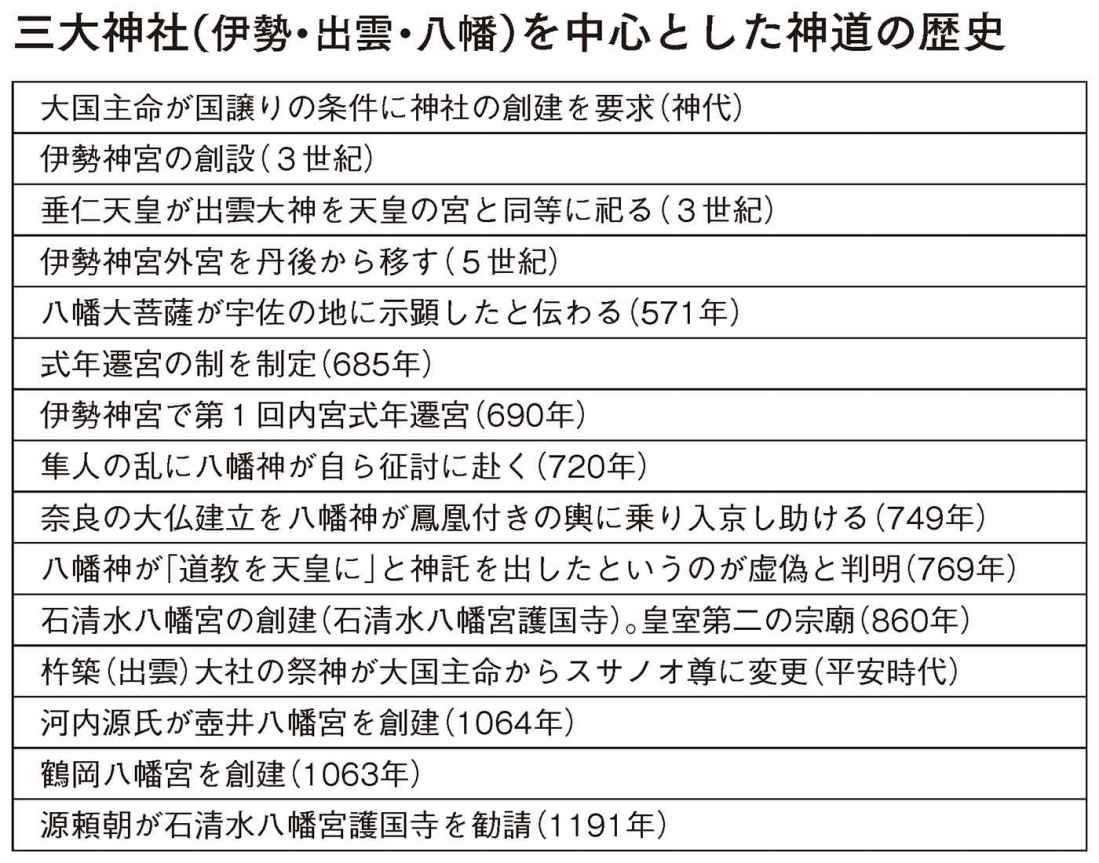 三大神社(伊勢・出雲・八幡)を中心とした神道の歴史
大国主命が国譲りの条件に神社の創建を要求(神代)
伊勢神宮の創設(3世紀)
垂仁天皇が出雲大神を天皇の宮と同等に祀る(3世紀)
伊勢神宮外宮を丹後から移す(5世紀)
八幡大菩薩が宇佐の地に示顕したと伝わる(571年)
式年遷宮の制を制定(685年)
伊勢神宮で第1回内宮式年遷宮(690年)
隼人の乱に八幡神が自ら征討に赴く(720年)
奈良の大仏建立を八幡神が鳳凰付きの輿に乗り入京し助ける(749年)
八幡神が「道教を天皇に」と神託を出したというのが虚偽と判明(769年)
石清水八幡宮の創建(石清水八幡宮護国寺)。皇室第二の宗廟(860年)
杵築(出雲)大社の祭神が大国主命からスサノオ尊に変更(平安時代)
河内源氏が壺井八幡宮を創建(1064年)
鶴岡八幡宮を創建(1063年)
源頼朝が石清水八幡宮護国寺を勧請(1191年)